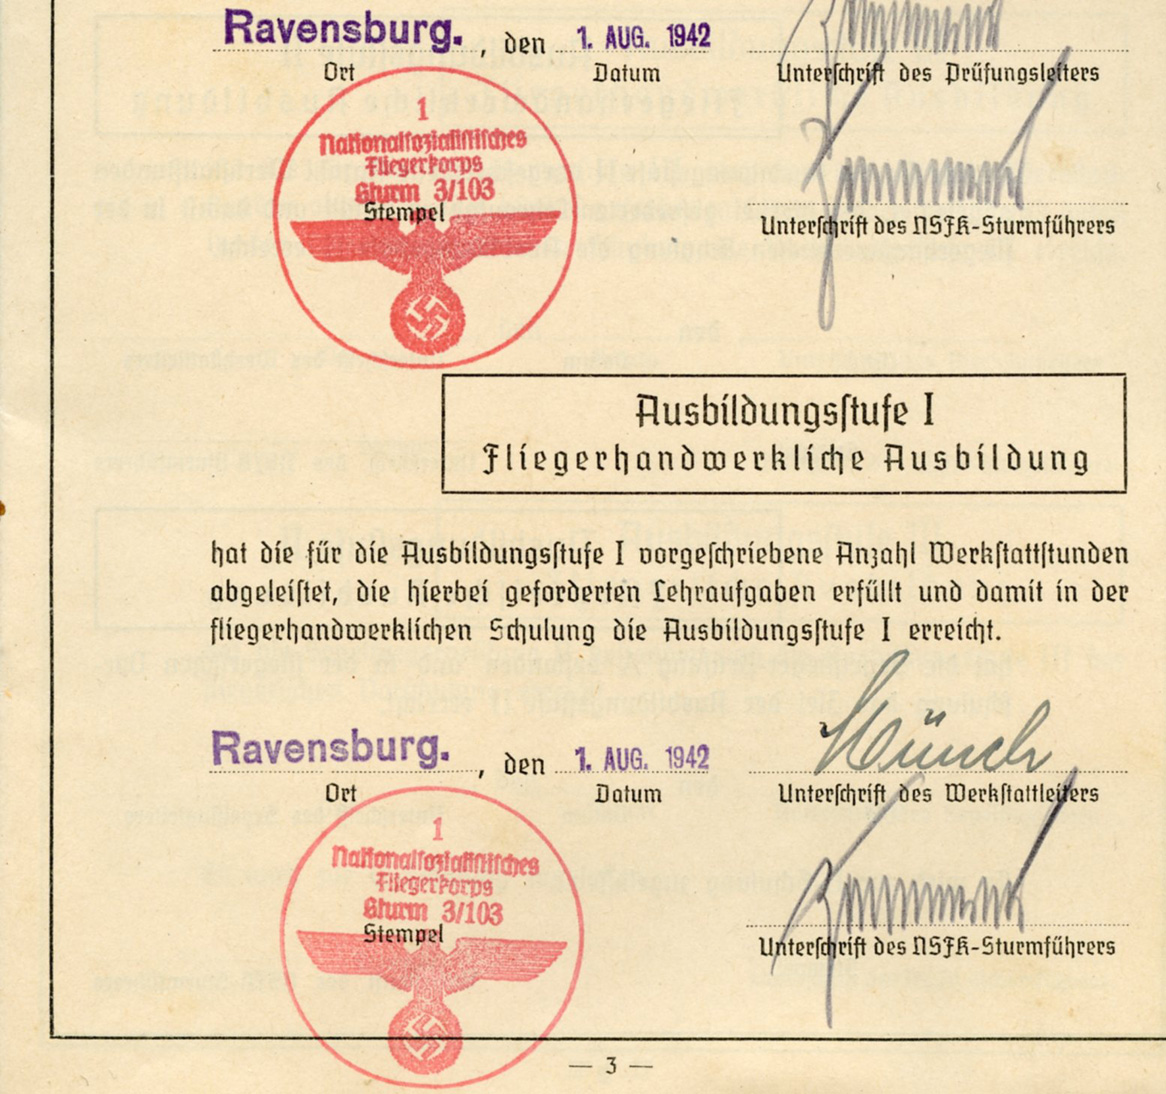 Ravensburg. , den 1. AUG. 1942
Ort Datum Unterschrift des Prüfungsleiters
1
Nationalsozialistisches
Fliegerkorps
Sturm 3/103
Stempel
Unterschrift des NSFK-Sturmführers
Ausbildungsstufe I
Fliegerhandwerkliche Ausbildung
hat die für die Ausbildungsstufe I vorgeschriebene Anzahl Werkstattstunden
abgeleistet, die hierbei geforderten Lehraufgaben erfüllt und damit in der
fliegerhandwerklichen Schulung die Ausbildungsstufe I erreicht.
Ravensburg. , den 1. AUG. 1942 Münch
Ort Datum Unterschrift des Werkstattleiters
1
Nationalsozialistisches
Fliegerkorps
Sturm 3/103
Stempel
Unterschrift des NSFK-Sturmführers
— 3 —